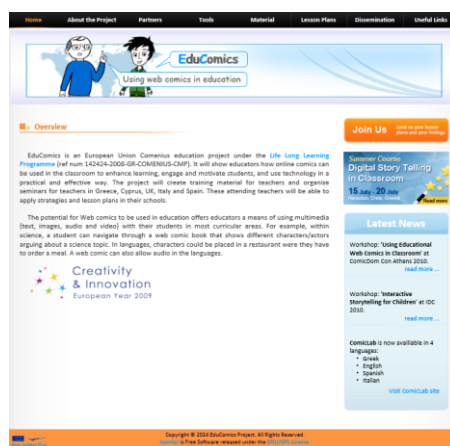 Home About the Project Partners Tools Material Lesson Plans Dissemination Useful Links
EduComics
Using web comics in education
Overview
EduComics is an European Union Comenius education project under the Life Long Learning
Programme (ref num 142424-2008-GR-COMENIUS-CMP). It will show educators how online comics can
be used in the classroom to enhance learning, engage and motivate students, and use technology in a
practical and effective way. The project will create training material for teachers and organise
seminars for teachers in Greece, Cyprus, UK, Italy and Spain. These attending teachers will be able to
apply strategies and lesson plans in their schools.
The potential for Web comics to be used in education offers educators a means of using multimedia
(text, images, audio and video) with their students in most curricular areas. For example, within
science, a student can navigate through a web comic book that shows different characters/actors
arguing about a science topic. In languages, characters could be placed in a restaurant were they have
to order a meal. A web comic can also allow audio in the languages.
Creativity
& Innovation
European Year 2009
Join Us
send us your lesson
plans and your findings
Summer Course
Digital Story Telling
in Classroom
15 July - 20 July
Heraklion, Crete, Greece
Read more
Latest News
Workshop: 'Using Educational
Web Comics in Classroom' at
ComicDom Con Athens 2010.
read more ...
Workshop: 'Interactive
Storytelling for Children' at IDC
2010.
read more ...
ComicLab is now availiable in 4
languages:
• Greek
• English
• Spanish
• Italian
Visit ComicLab site
Copyright © 2014 EduComics Project. All Rights Reserved.
Joomla! is Free Software released under the GNU/GPL License.